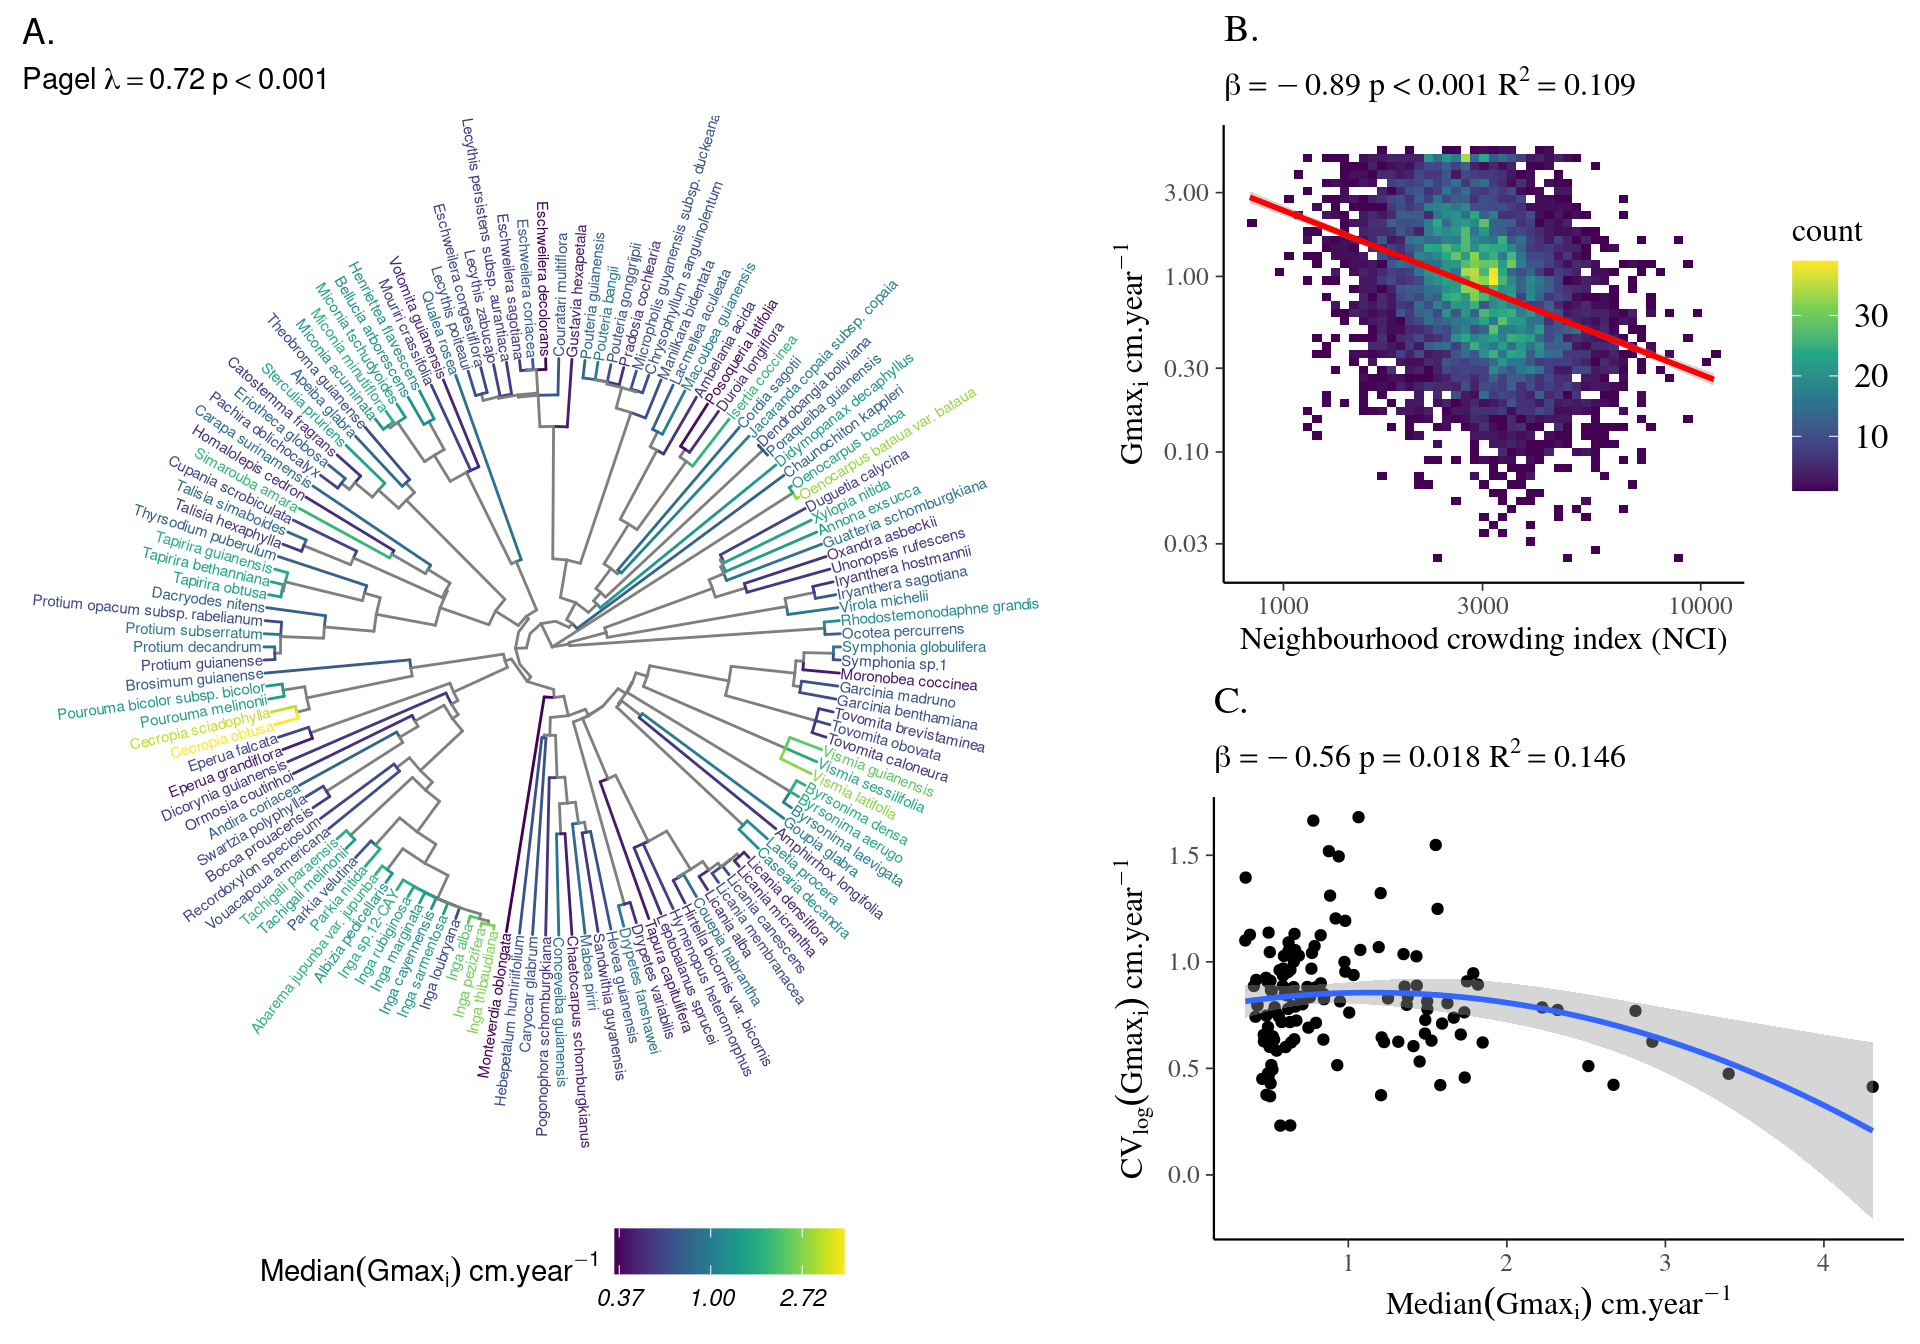 A.
Pagel λ = 0.72 p < 0.001
Lecythis persistens subsp. aurantiaca
Eschweilera congestiflora
Lecythis poiteaui
Lecythis zabucajo
Eschweilera sagotiana
Eschweilera coriacea
Eschweilera decolorans
Couratari multiflora
Gustavia hexapetala
Pouteria guianensis
Pouteria bangii
Pouteria gonggrijpii
Pradosia cochlearia
Micropholis guyanensis subsp. duckeana
Chrysophyllum sanguinolentum
Manilkara bidentata
Lacmellea aculeata
Macoubea guianensis
Ambelania acida
Posoqueria latifolia
Duroia longiflora
Isertia coccinea
Cordia sagotii
Jacaranda copaia subsp. copaia
Dendrobangia boliviana
Poraqueiba guianensis
Didymopanax decaphyllus
Chaunochiton kappleri
Oenocarpus bacaba
Oenocarpus bataua var. bataua
Duguetia calycina
Xylopia nitida
Annona exsucca
Guatteria schomburgkiana
Oxandra asbeckii
Unonopsis rufescens
Iryanthera hostmannii
Iryanthera sagotiana
Virola michelii
Rhodostemonodaphne grandis
Ocotea percurrens
Symphonia globulifera
Symphonia sp.1
Moronobea coccinea
Garcinia madruno
Garcinia benthamiana
Tovomita brevistaminea
Tovomita obovata
Tovomita caloneura
Vismia guianensis
Vismia sessilifolia
Vismia latifolia
Byrsonima densa
Byrsonima aerugo
Byrsonima laevigata
Goupia glabra
Amphirrhox longifolia
Laetia procera
Casearia decandra
Licania densiflora
Licania micrantha
Licania canescens
Licania membranacea
Licania alba
Couepia habrantha
Hirtella bicornis var. bicornis
Hymenopus heteromorphus
Leptobalanus sprucei
Tapura capitulifera
Drypetes variabilis
Drypetes fanshawei
Hevea guianensis
Sandwithia guyanensis
Mabea piriri
Chaetocarpus schomburgkianus
Conceveiba guianensis
Pogonophora schomburgkiana
Caryocar glabrum
Hebepetalum humiriifolium
Monteverdia oblongata
Inga thibaudiana
Inga pezizifera
Inga alba
Inga loubryana
Inga sarmentosa
Inga cayennensis
Inga marginata
Inga rubiginosa
Inga sp.12-CAY
Albizia pedicellaris
Abarema jupunba var. jupunba
Parkia nitida
Parkia velutina
Tachigali melinonii
Tachigali paraensis
Vouacapoua americana
Recordoxylon speciosum
Bocoa prouacensis
Swartzia polyphylla
Andira coriacea
Ormosia coutinhoi
Dicorynia guianensis
Eperua grandiflora
Eperua falcata
Cecropia obtusa
Cecropia sciadophylla
Pourouma melinonii
Pourouma bicolor subsp. bicolor
Brosimum guianense
Protium guianense
Protium decandrum
Protium subserratum
Protium opacum subsp. rabelianum
Dacryodes nitens
Tapirira obtusa
Tapirira bethanniana
Tapirira guianensis
Thyrsodium puberulum
Talisia hexaphylla
Talisia simaboides
Cupania scrobiculata
Simarouba amara
Homalolepis cedron
Carapa surinamensis
Pachira dolichocalyx
Eriotheca globosa
Catostemma fragrans
Sterculia pruriens
Apeiba glabra
Theobroma guianense
Miconia acuminata
Miconia minutiflora
Miconia tschudyoides
Bellucia arborescens
Henriettea flavescens
Mouriri crassifolia
Votomita guianensis
Qualea rosea
Median(Gmaxi) cm.year−1
0.37 1.00 2.72
B.
β = − 0.89 p < 0.001 R2 = 0.109
Gmaxi cm.year−1
3.00
1.00
0.30
0.10
0.03
1000 3000 10000
Neighbourhood crowding index (NCI)
count
30
20
10
C.
β = − 0.56 p = 0.018 R2 = 0.146
CVlog(Gmaxi) cm.year−1
1.5
1.0
0.5
0.0
1 2 3 4
Median(Gmaxi) cm.year−1